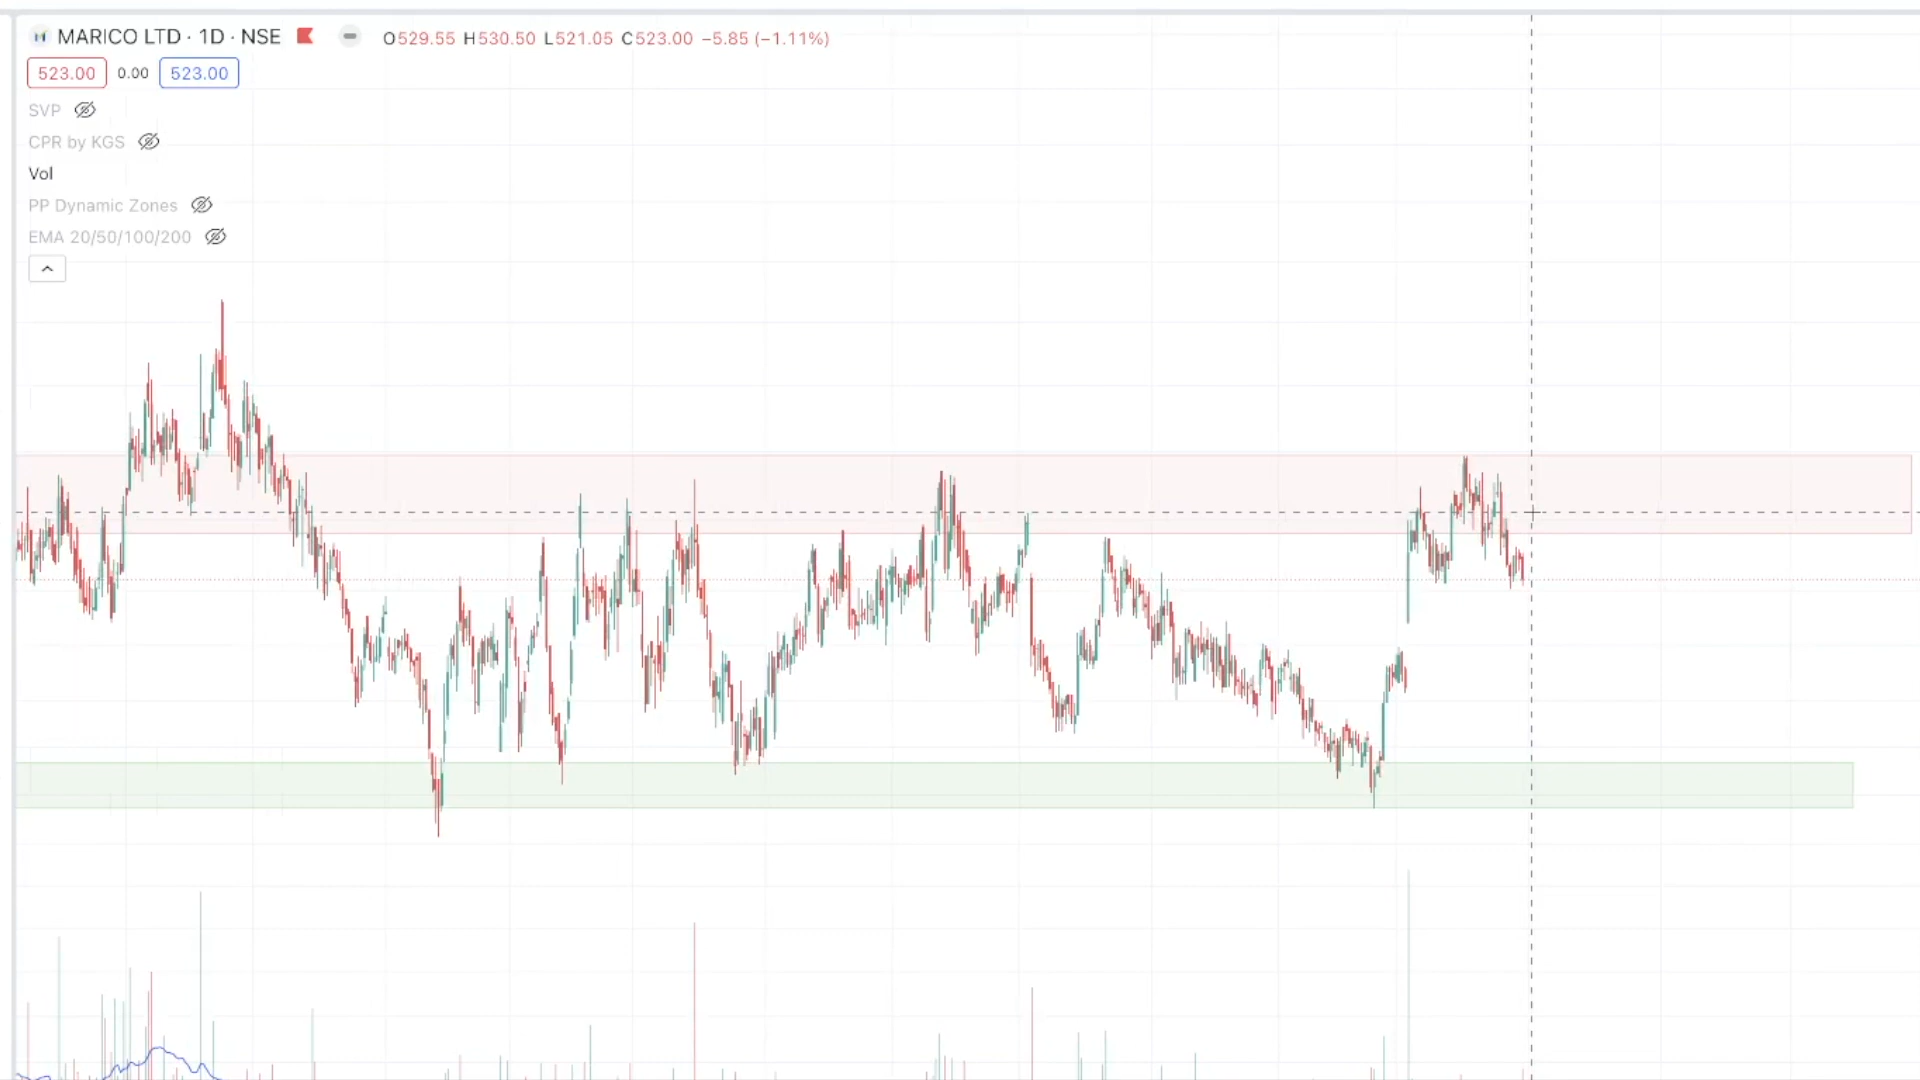 MARICO LTD · 1D · NSE O529.55 H530.50 L521.05 C523.00 −5.85 (−1.11%)
523.00 0.00 523.00
SVP
CPR by KGS
Vol
PP Dynamic Zones
EMA 20/50/100/200